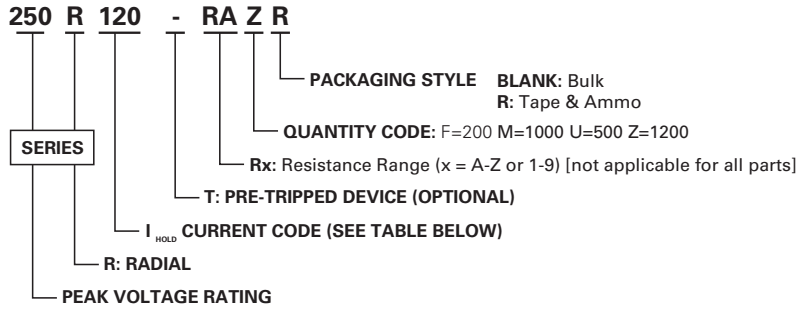 250 R 120 - RA Z R
PACKAGING STYLE BLANK: Bulk
R: Tape & Ammo
QUANTITY CODE: F=200 M=1000 U=500 Z=1200
SERIES
Rx: Resistance Range (x = A-Z or 1-9) [not applicable for all parts]
T: PRE-TRIPPED DEVICE (OPTIONAL)
I HOLD CURRENT CODE (SEE TABLE BELOW)
R: RADIAL
PEAK VOLTAGE RATING